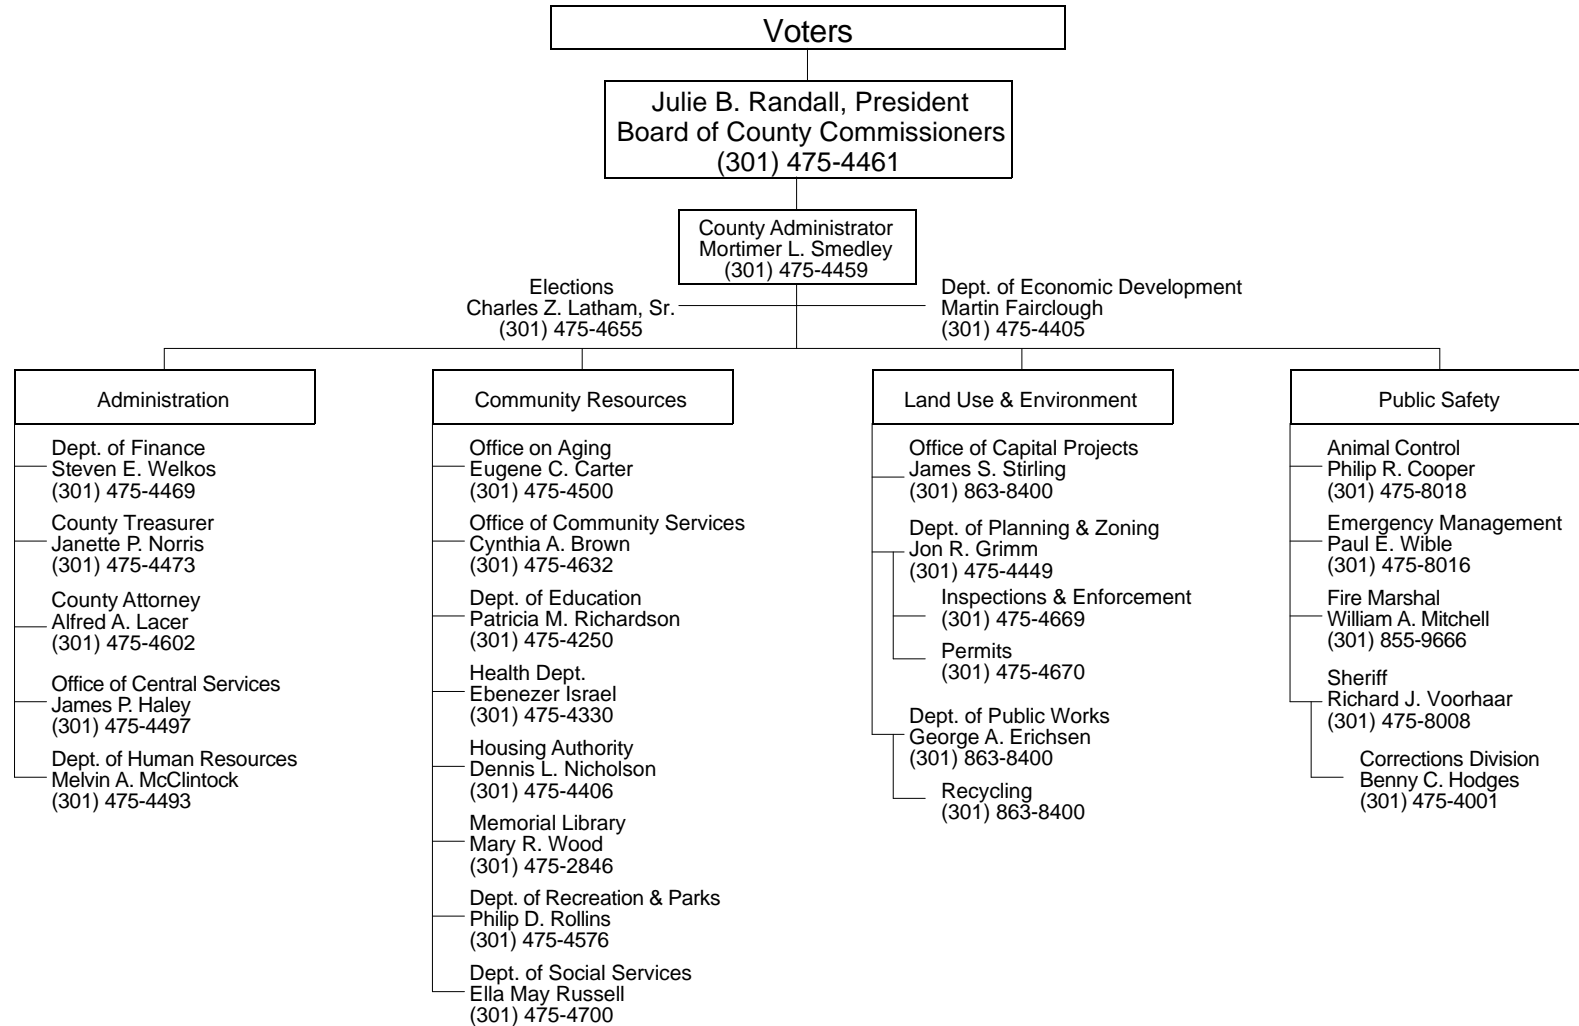 Voters
Julie B. Randall, President
Board of County Commissioners
(301) 475-4461
County Administrator
Mortimer L. Smedley
(301) 475-4459
Elections
Charles Z. Latham, Sr.
(301) 475-4655
Dept. of Economic Development
Martin Fairclough
(301) 475-4405
Administration
Dept. of Finance
Steven E. Welkos
(301) 475-4469
County Treasurer
Janette P. Norris
(301) 475-4473
County Attorney
Alfred A. Lacer
(301) 475-4602
Office of Central Services
James P. Haley
(301) 475-4497
Dept. of Human Resources
Melvin A. McClintock
(301) 475-4493
Community Resources
Office on Aging
Eugene C. Carter
(301) 475-4500
Office of Community Services
Cynthia A. Brown
(301) 475-4632
Dept. of Education
Patricia M. Richardson
(301) 475-4250
Health Dept.
Ebenezer Israel
(301) 475-4330
Housing Authority
Dennis L. Nicholson
(301) 475-4406
Memorial Library
Mary R. Wood
(301) 475-2846
Dept. of Recreation & Parks
Philip D. Rollins
(301) 475-4576
Dept. of Social Services
Ella May Russell
(301) 475-4700
Land Use & Environment
Office of Capital Projects
James S. Stirling
(301) 863-8400
Dept. of Planning & Zoning
Jon R. Grimm
(301) 475-4449
Inspections & Enforcement
(301) 475-4669
Permits
(301) 475-4670
Dept. of Public Works
George A. Erichsen
(301) 863-8400
Recycling
(301) 863-8400
Public Safety
Animal Control
Philip R. Cooper
(301) 475-8018
Emergency Management
Paul E. Wible
(301) 475-8016
Fire Marshal
William A. Mitchell
(301) 855-9666
Sheriff
Richard J. Voorhaar
(301) 475-8008
Corrections Division
Benny C. Hodges
(301) 475-4001